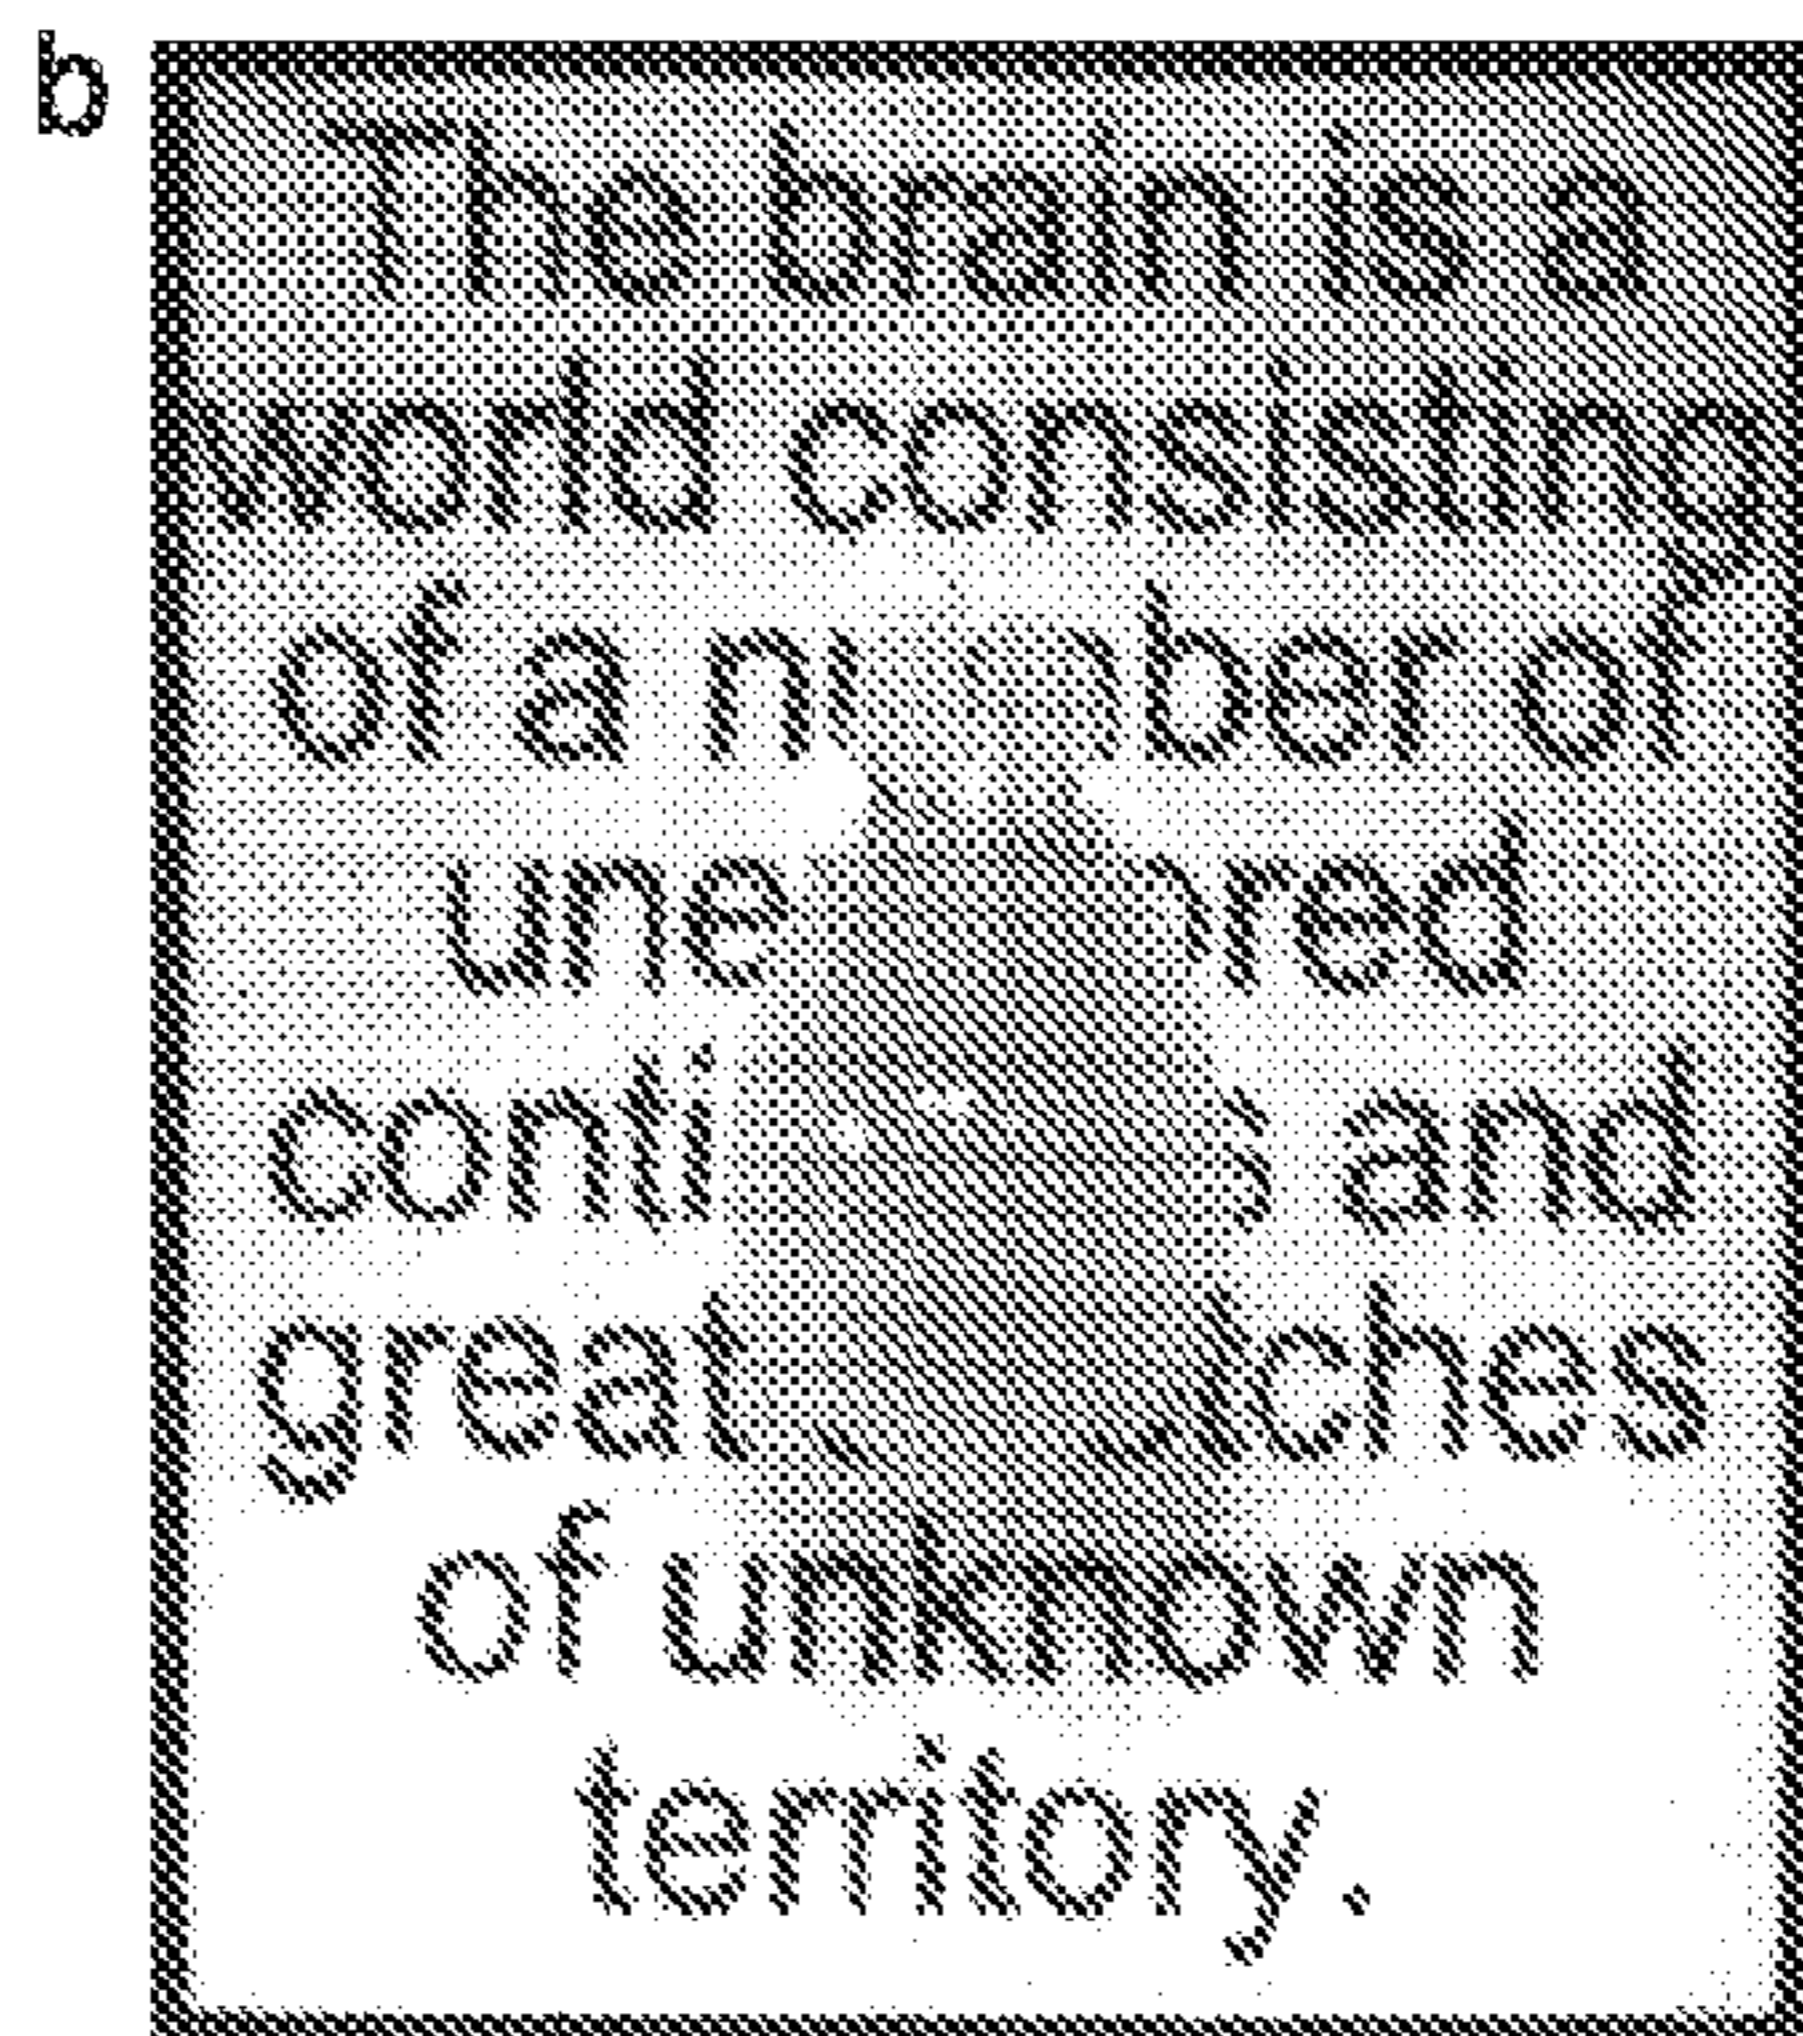 b
The brain is a
world consisting
of a number of
and
great
of unknown
territory.